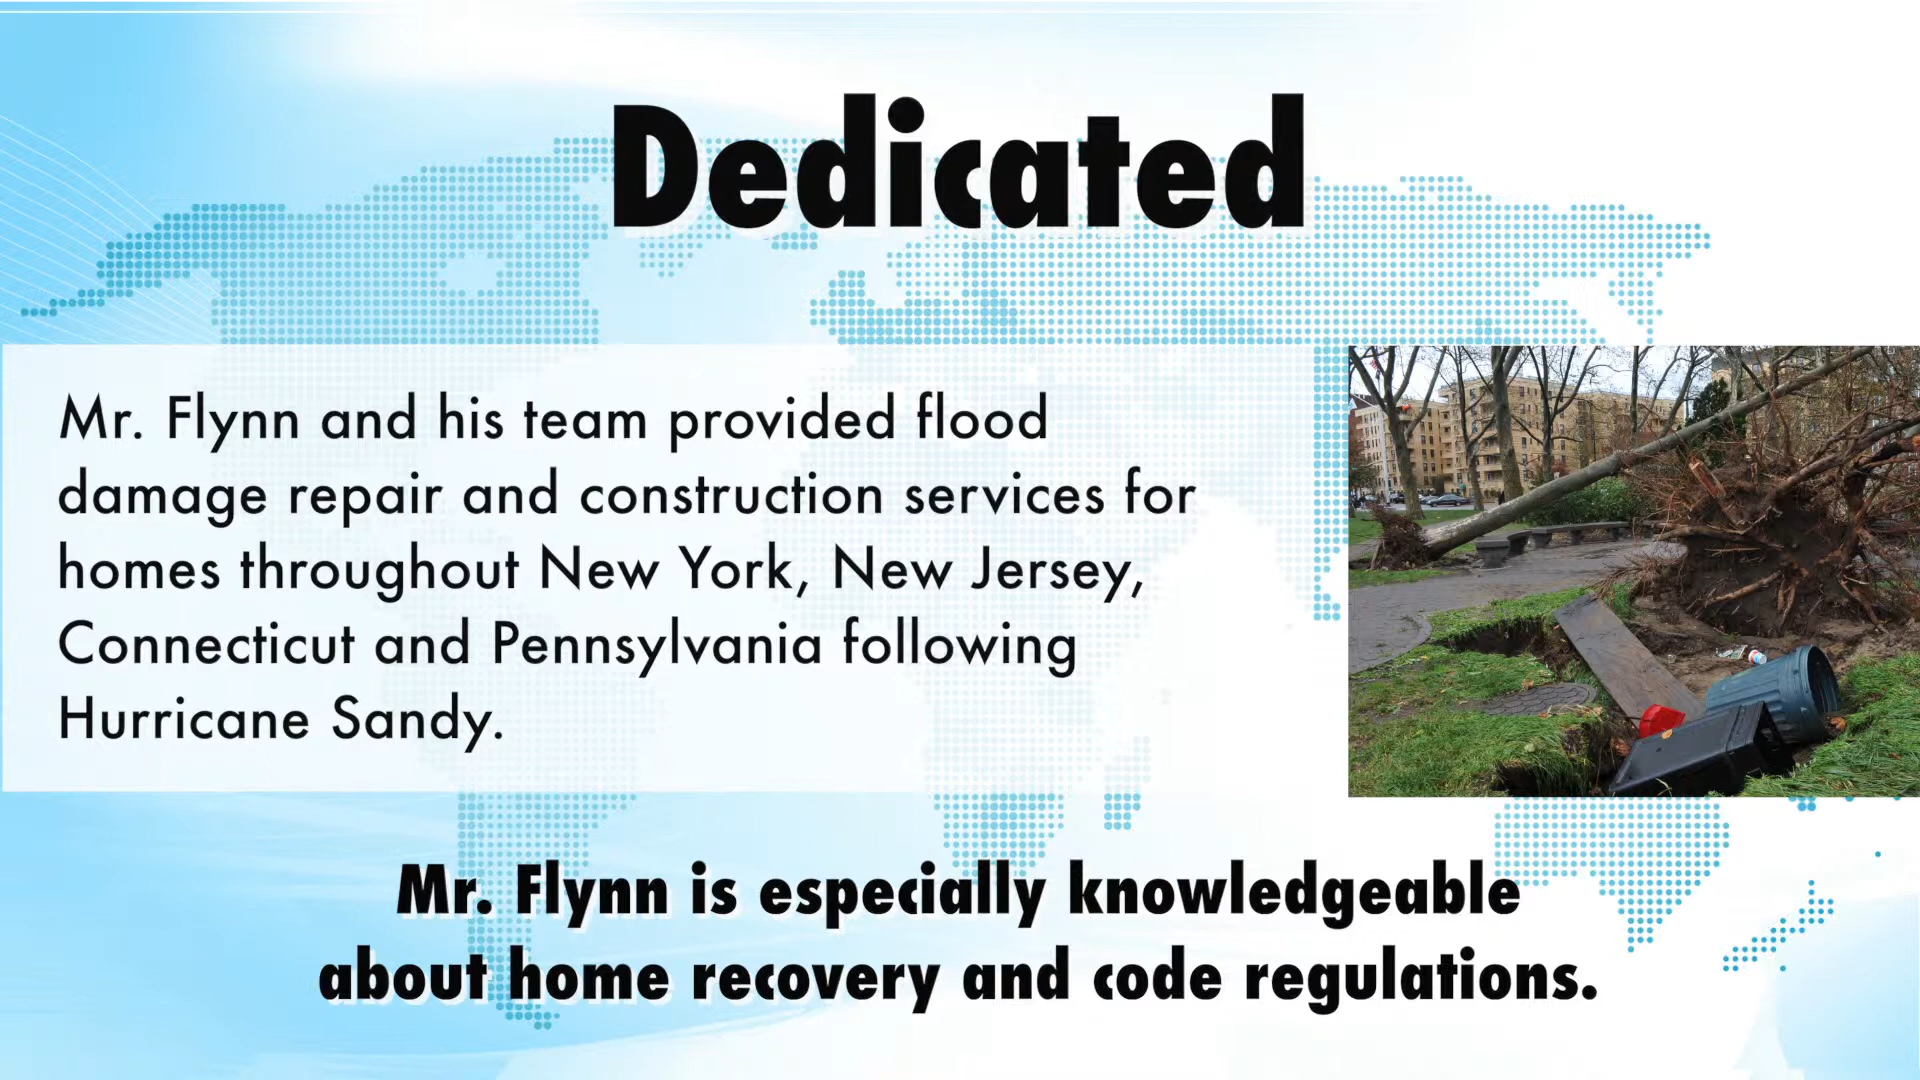 Dedicated
Mr. Flynn and his team provided flood
damage repair and construction services for
homes throughout New York, New Jersey,
Connecticut and Pennsylvania following
Hurricane Sandy.
Mr. Flynn is especially knowledgeable
about home recovery and code regulations.